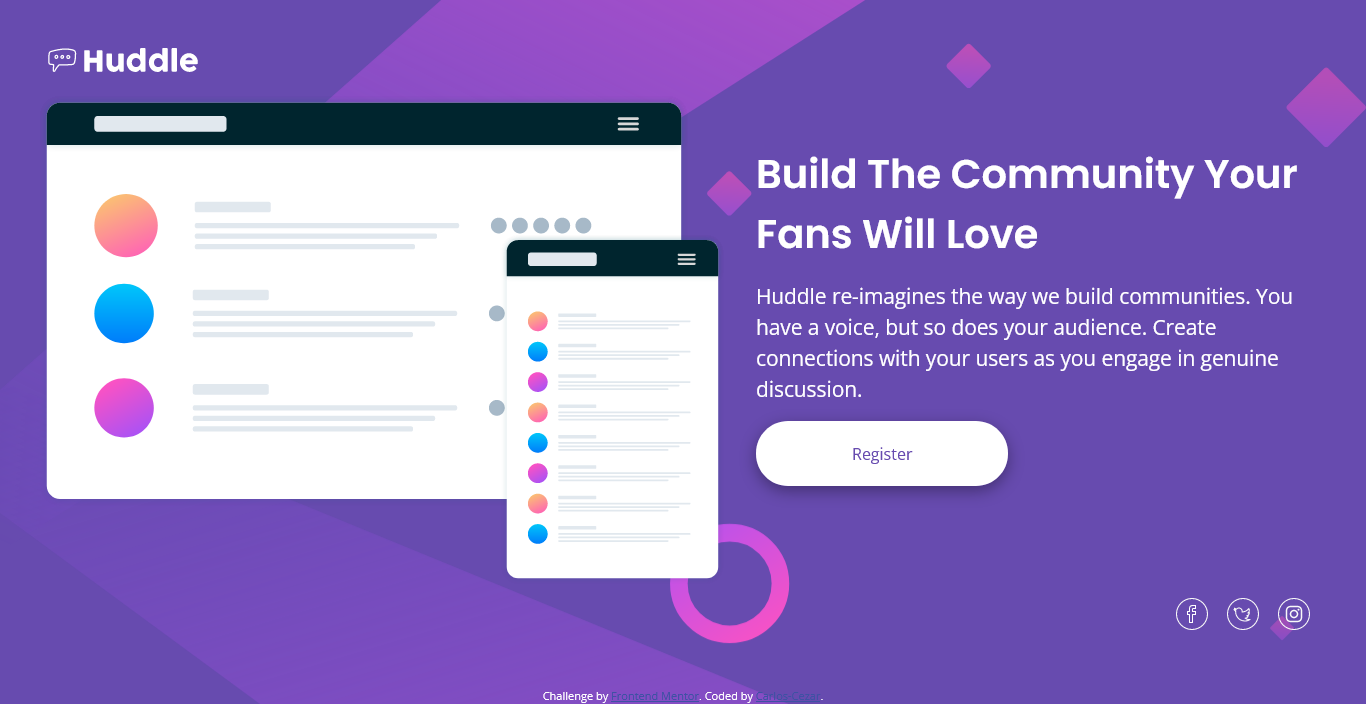 Huddle
Build The Community Your
Fans Will Love
Huddle re-imagines the way we build communities. You
have a voice, but so does your audience. Create
connections with your users as you engage in genuine
discussion.
Register
Challenge by Frontend Mentor. Coded by